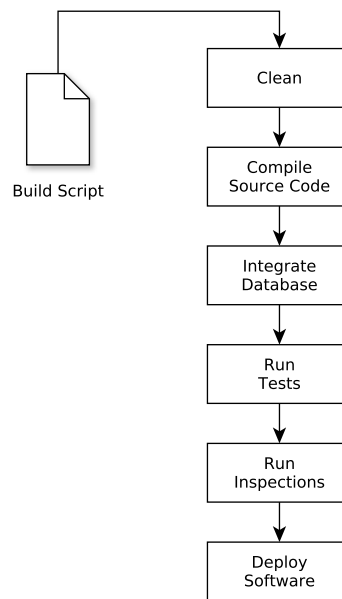 Build Script
Clean
Compile
Source Code
Integrate
Database
Run
Tests
Run
Inspections
Deploy
Software